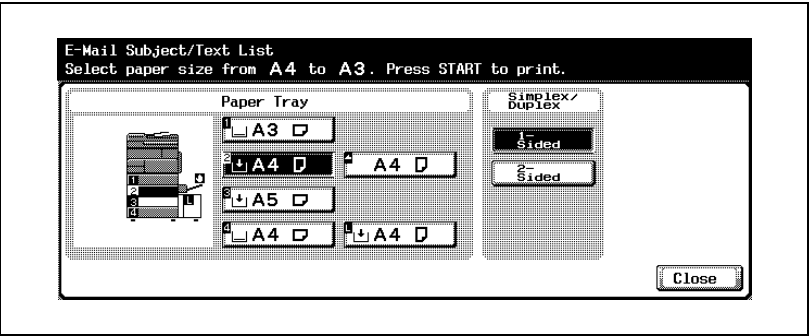 E-Mail Subject/Text List
Select paper size from A4 to A3. Press START to print.
Paper Tray
Simplex/
Duplex
1 A3
2 A4
A4
3 A5
4 A4
L A4
1-
Sided
2-
Sided
1
2
3
4
L
Close